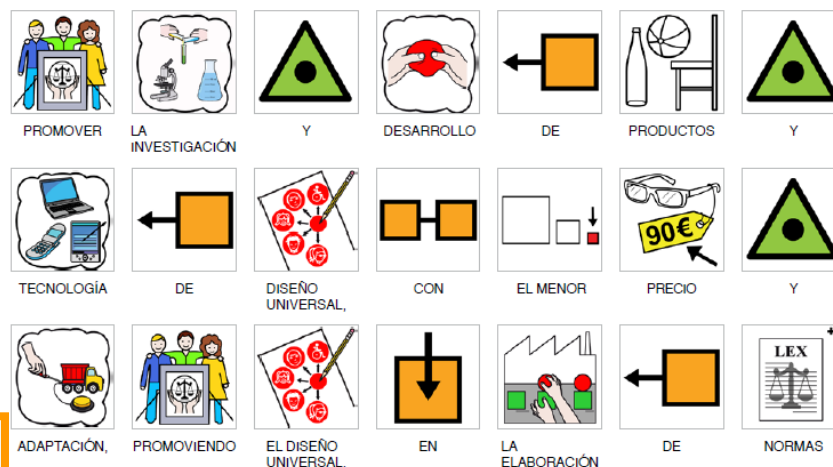 PROMOVER LA INVESTIGACIÓN Y DESARROLLO DE PRODUCTOS Y
90€
TECNOLOGÍA DE DISEÑO UNIVERSAL, CON EL MENOR PRECIO Y
LEX
ADAPTACIÓN, PROMOVIENDO EL DISEÑO UNIVERSAL, EN LA ELABORACIÓN DE NORMAS